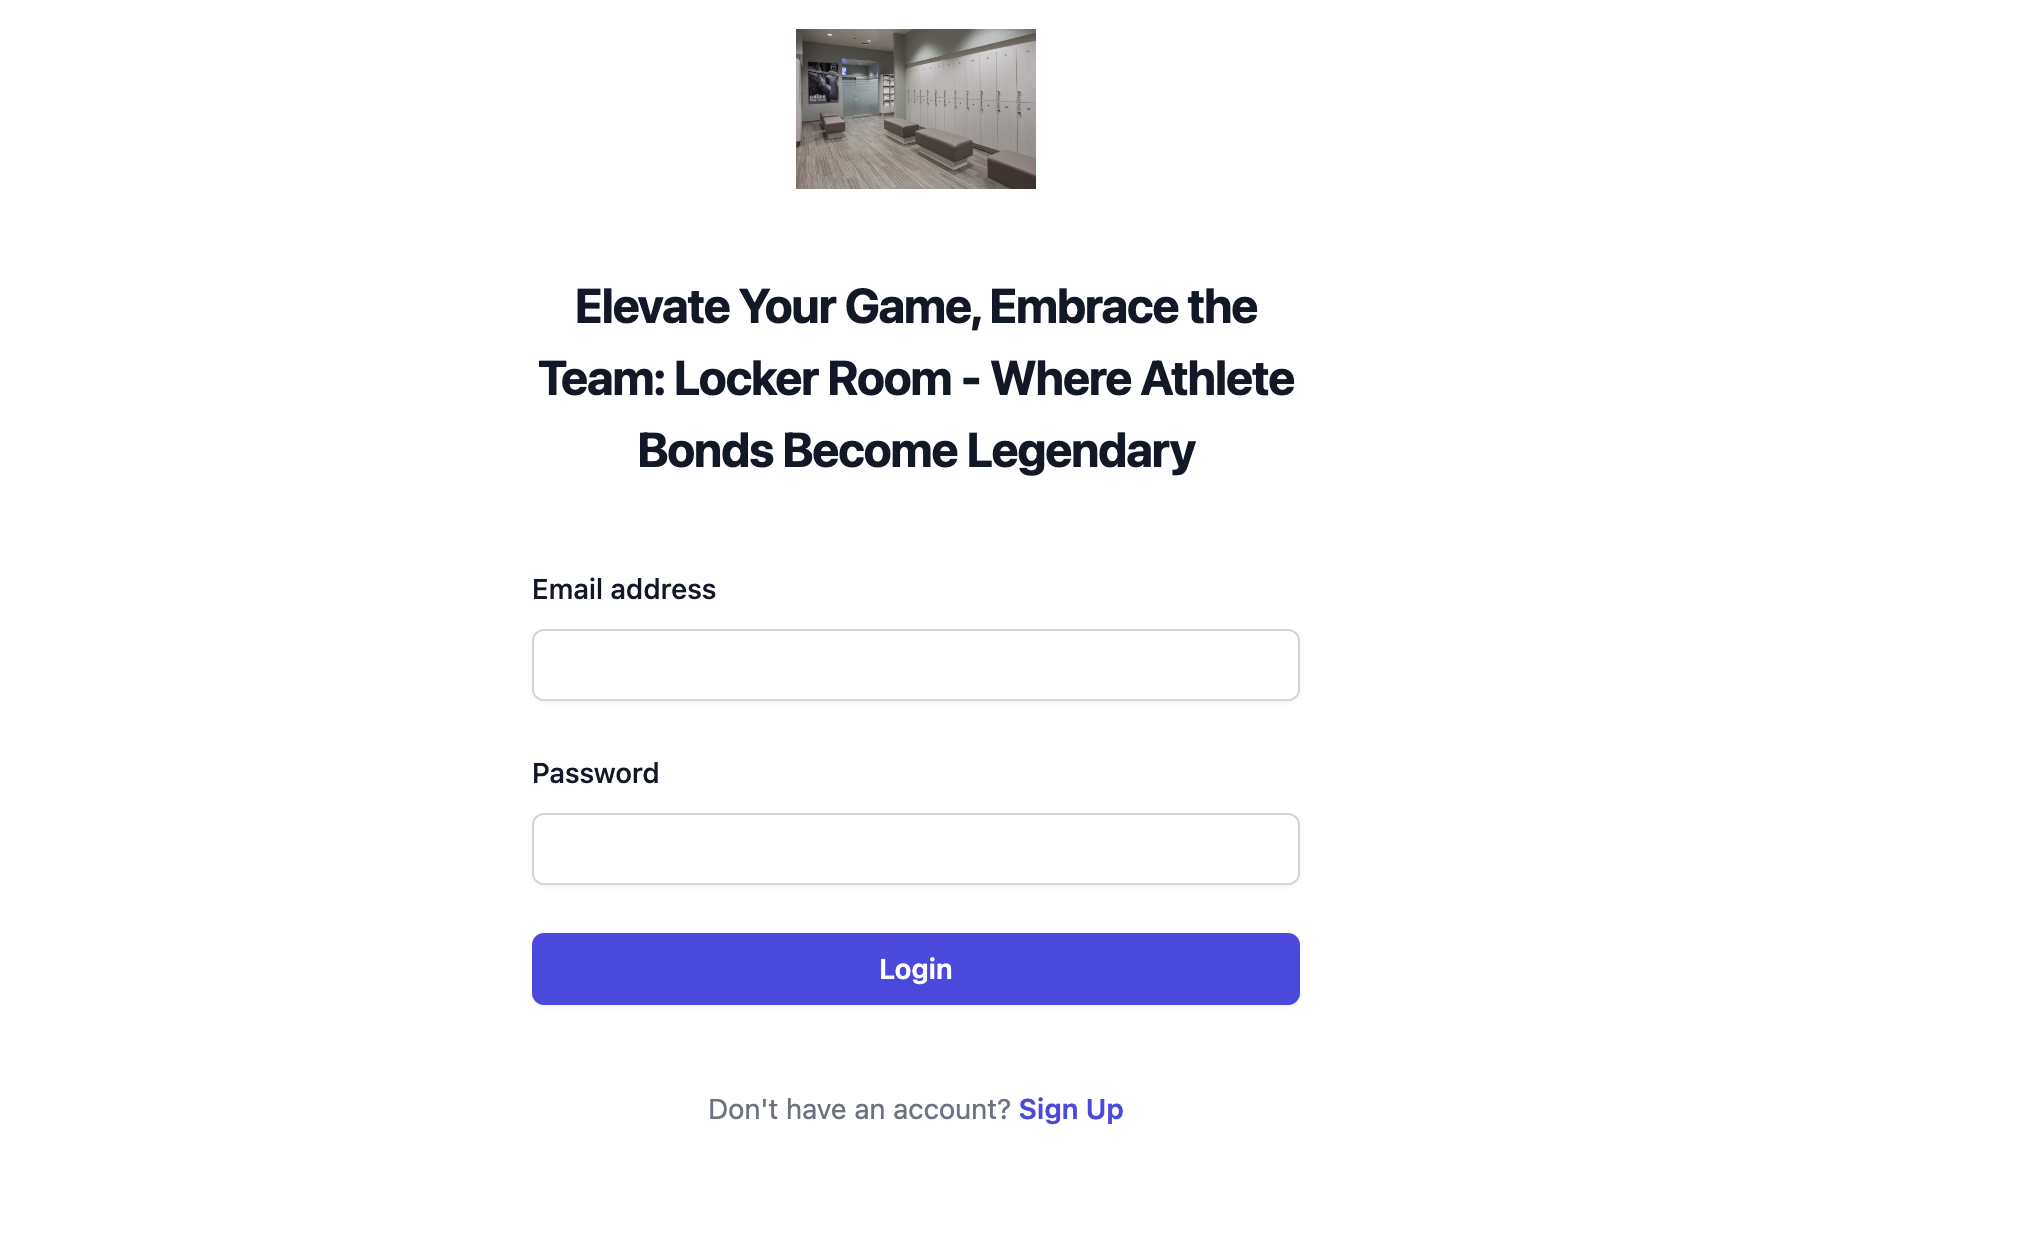 Elevate Your Game, Embrace the
Team: Locker Room - Where Athlete
Bonds Become Legendary
Email address
Password
Login
Don't have an account? Sign Up